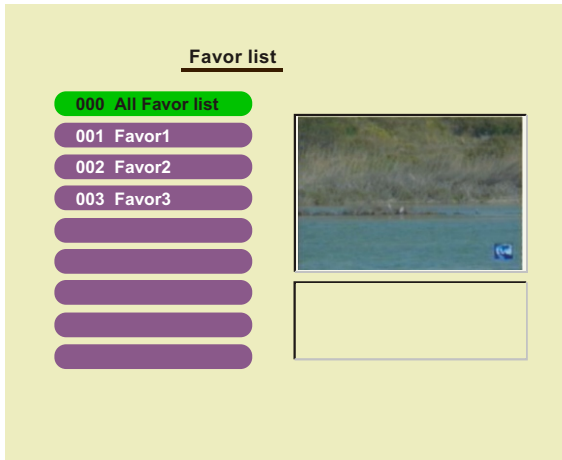 Favor list
000 All Favor list
001 Favor1
002 Favor2
003 Favor3